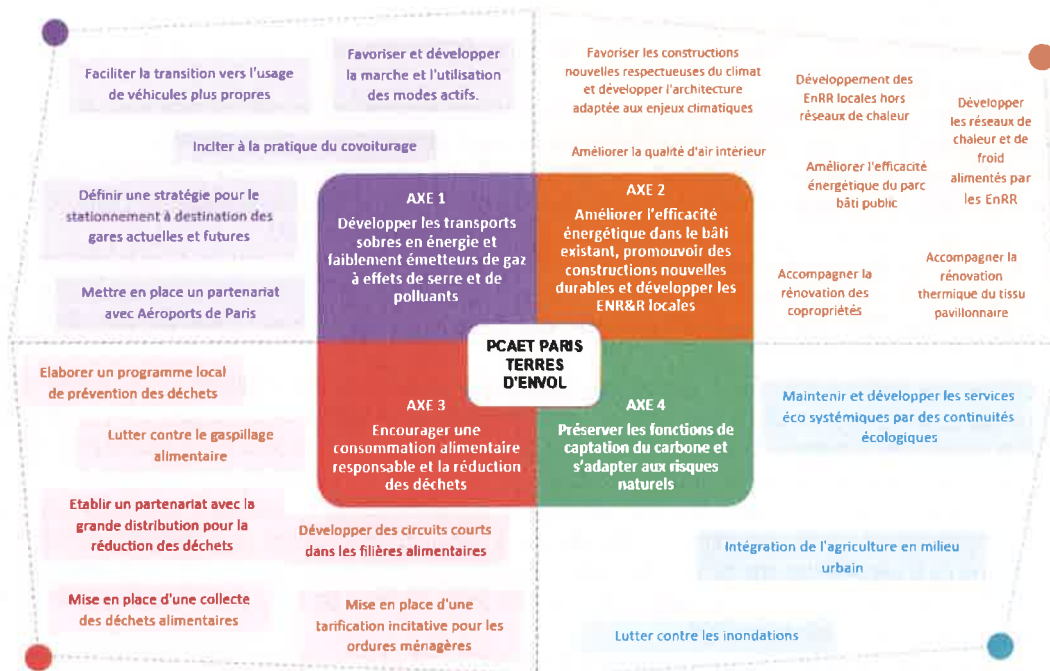 Faciliter la transition vers l'usage
de véhicules plus propres
Favoriser et développer
la marche et l'utilisation
des modes actifs.
Inciter à la pratique du covoiturage
Définir une stratégie pour le
stationnement à destination des
gares actuelles et futures
Mettre en place un partenariat
avec Aéroports de Paris
AXE 1
Développer les transports
sobres en énergie et
faiblement émetteurs de gaz
à effets de serre et de
polluants
Favoriser les constructions
nouvelles respectueuses du climat
et développer l'architecture
adaptée aux enjeux climatiques
Améliorer la qualité d'air intérieur
Développement des
EnRR locales hors
réseaux de chaleur
Développer
les réseaux de
chaleur et de
froid
alimentés par
les EnRR
Améliorer l'efficacité
énergétique du parc
bâti public
Accompagner la
rénovation des
copropriétés
Accompagner la
rénovation
thermique du tissu
pavillonnaire
AXE 2
Améliorer l'efficacité
énergétique dans le bâti
existant, promouvoir des
constructions nouvelles
durables et développer les
ENR&R locales
PCAET PARIS
TERRES
D'ENVOL
Elaborer un programme local
de prévention des déchets
Lutter contre le gaspillage
alimentaire
Etablir un partenariat avec la
grande distribution pour la
réduction des déchets
Développer des circuits courts
dans les filières alimentaires
Mise en place d'une collecte
des déchets alimentaires
Mise en place d'une
tarification incitative pour les
ordures ménagères
AXE 3
Encourager une
consommation alimentaire
responsable et la réduction
des déchets
AXE 4
Préserver les fonctions de
captation du carbone et
s'adapter aux risques
naturels
Maintenir et développer les services
éco systémiques par des continuités
écologiques
Intégration de l'agriculture en milieu
urbain
Lutter contre les inondations